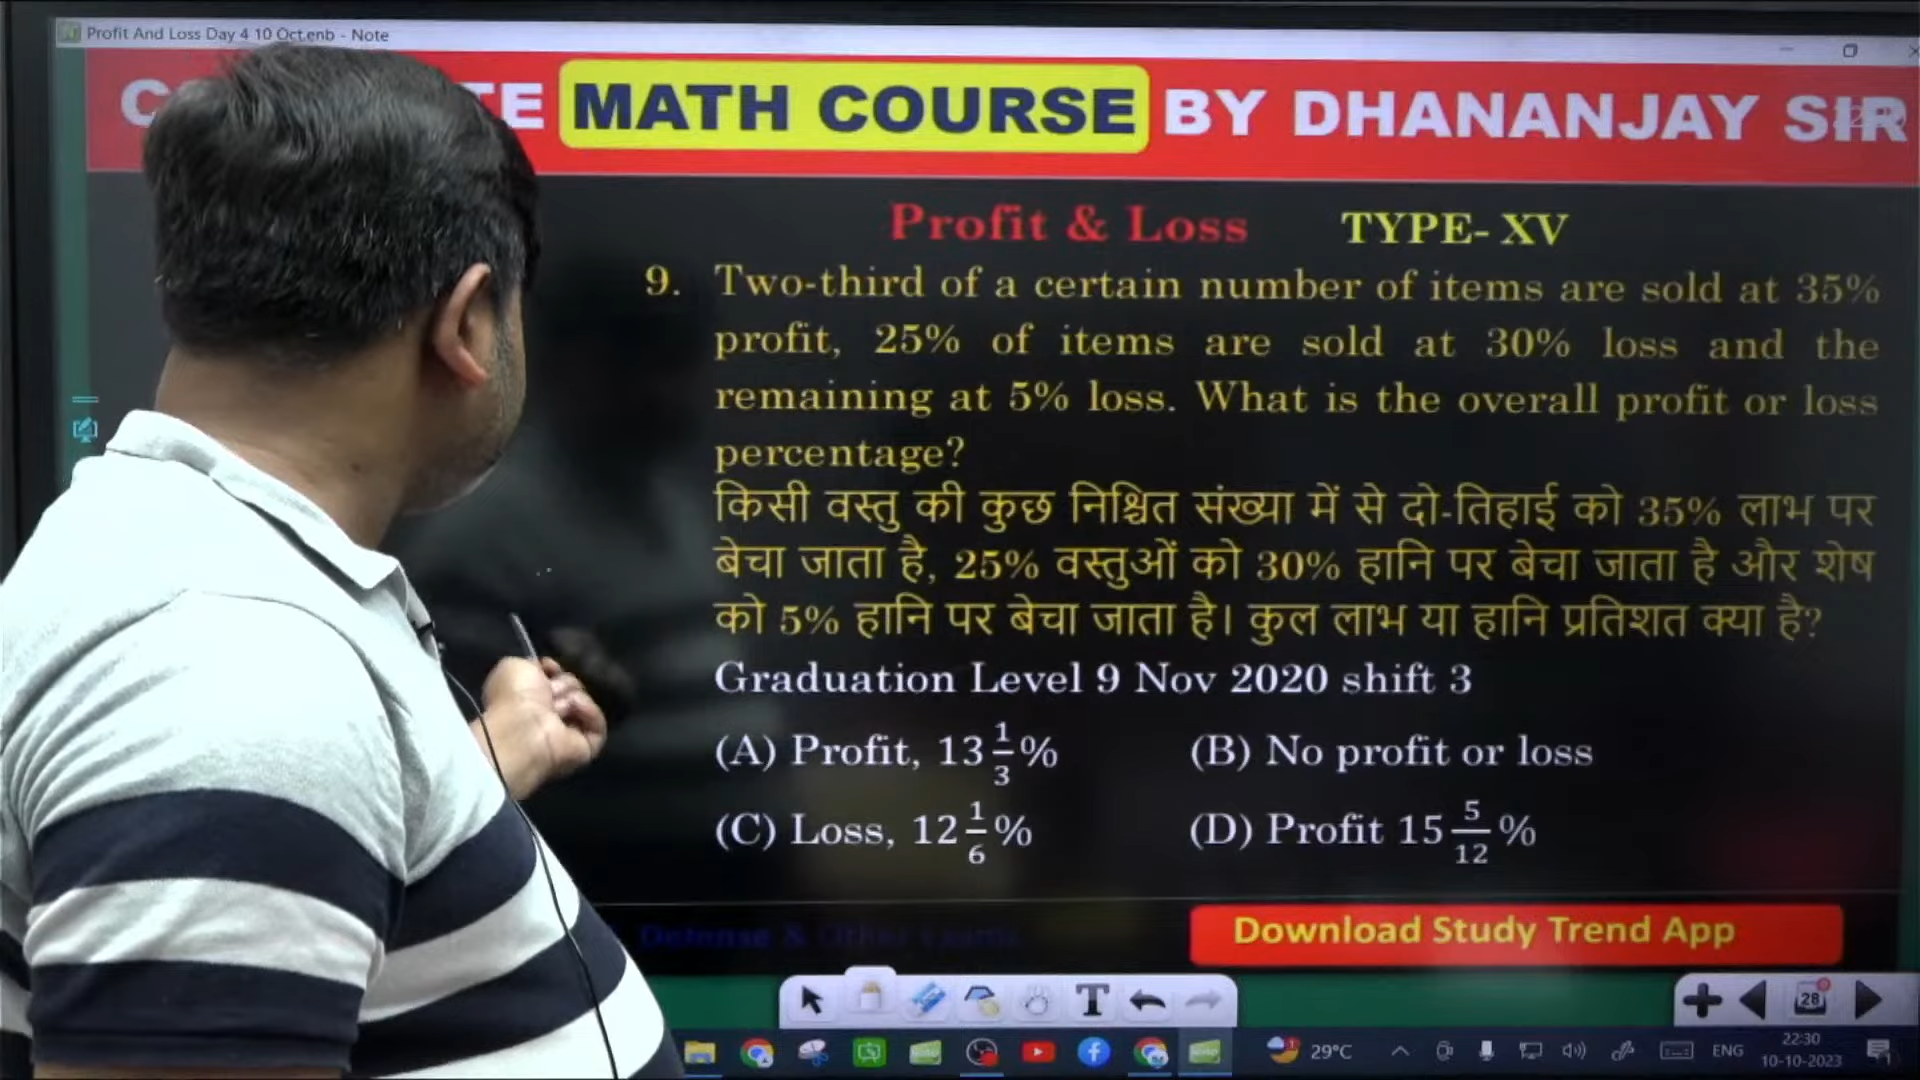 Profit And Loss Day 4 10 Oct.enb - Note
MATH COURSE BY DHANANJAY SIR
Profit & Loss TYPE- XV
9. Two-third of a certain number of items are sold at 35%
profit, 25% of items are sold at 30% loss and the
remaining at 5% loss. What is the overall profit or loss
percentage?
किसी वस्तु की कुछ निश्चित संख्या में से दो-तिहाई को 35% लाभ पर
बेचा जाता है, 25% वस्तुओं को 30% हानि पर बेचा जाता है और शेष
को 5% हानि पर बेचा जाता है। कुल लाभ या हानि प्रतिशत क्या है?
Graduation Level 9 Nov 2020 shift 3
(A) Profit, 13 1/3 % (B) No profit or loss
(C) Loss, 12 1/6 % (D) Profit 15 5/12 %
Defense & Other Exams
Download Study Trend App
T
28
29°C ENG 22:30
10-10-2023